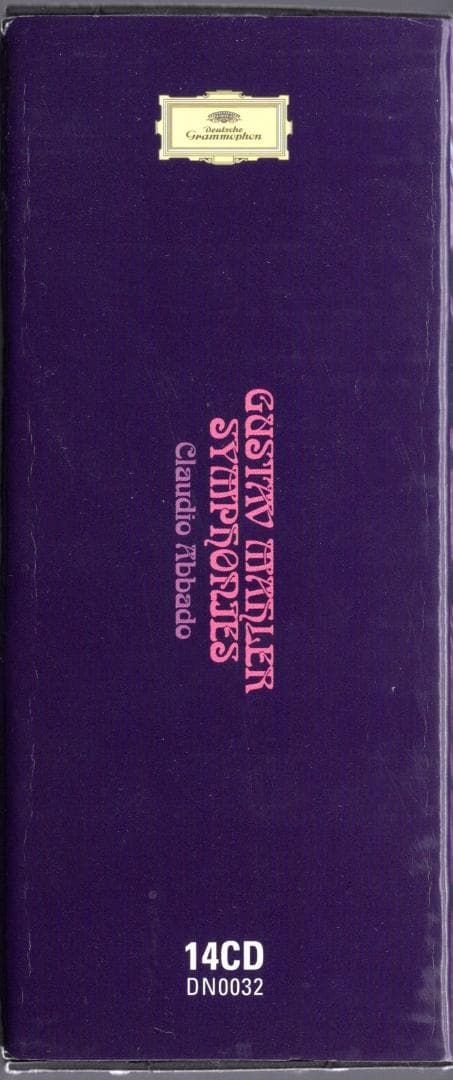 Deutsche
Grammophon
GUSTAV MAHLER
SYMPHONIES
Claudio Abbado
14CD
DN0032